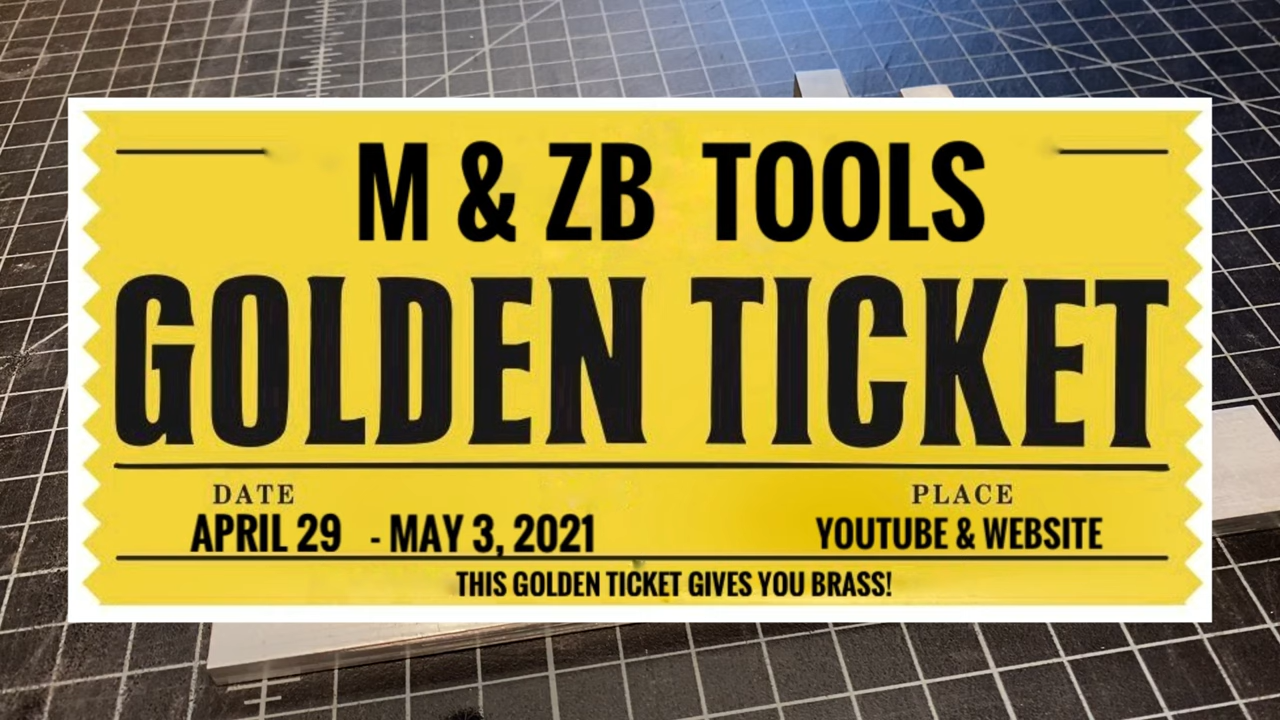 M & ZB TOOLS
GOLDEN TICKET
DATE
PLACE
APRIL 29 - MAY 3, 2021
YOUTUBE & WEBSITE
THIS GOLDEN TICKET GIVES YOU BRASS!